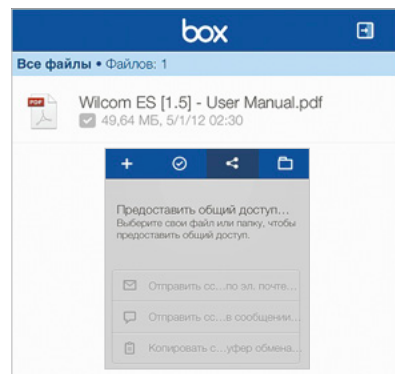 box
Все файлы • Файлов: 1
PDF
Wilcom ES [1.5] - User Manual.pdf
49,64 МБ, 5/1/12 02:30
Предоставить общий доступ...
Выберите свои файл или папку, чтобы
предоставить общий доступ.
Отправить сс...по эл. почте...
Отправить сс...в сообщении...
Копировать с...уфер обмена...